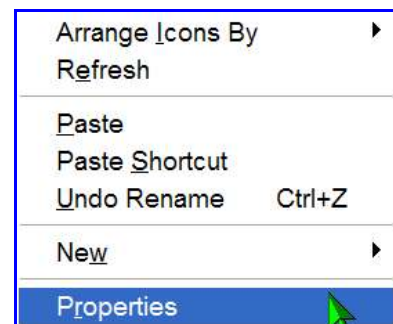 Arrange Icons By
Refresh
Paste
Paste Shortcut
Undo Rename Ctrl+Z
New
Properties